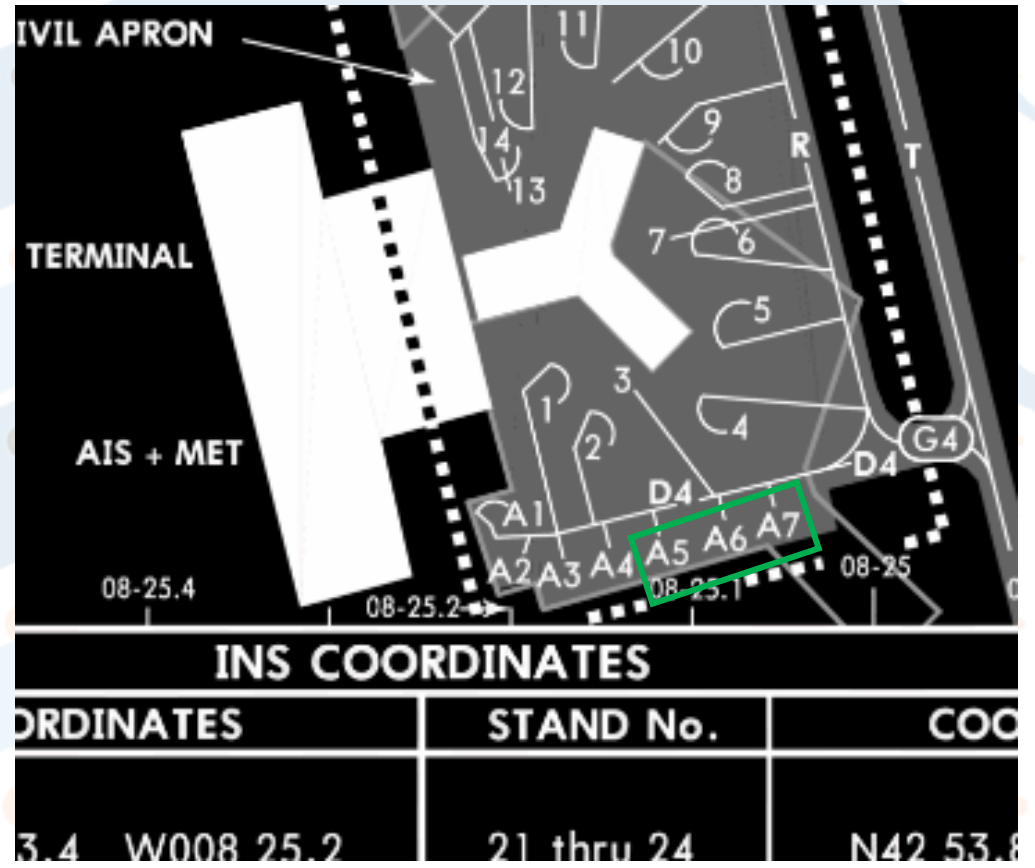 IVIL APRON
11
10
12
9
14
R
T
13
8
7
6
TERMINAL
5
3
1
4
2
G4
AIS + MET
D4
D4
A1
A7
A6
A5
A4
A3
A2
08-25.4
08-25.2
08-25.1
08-25
0
INS COORDINATES
ORDINATES
STAND No.
COO
3.4 W008 25.2
21 thru 24
N42 53.8